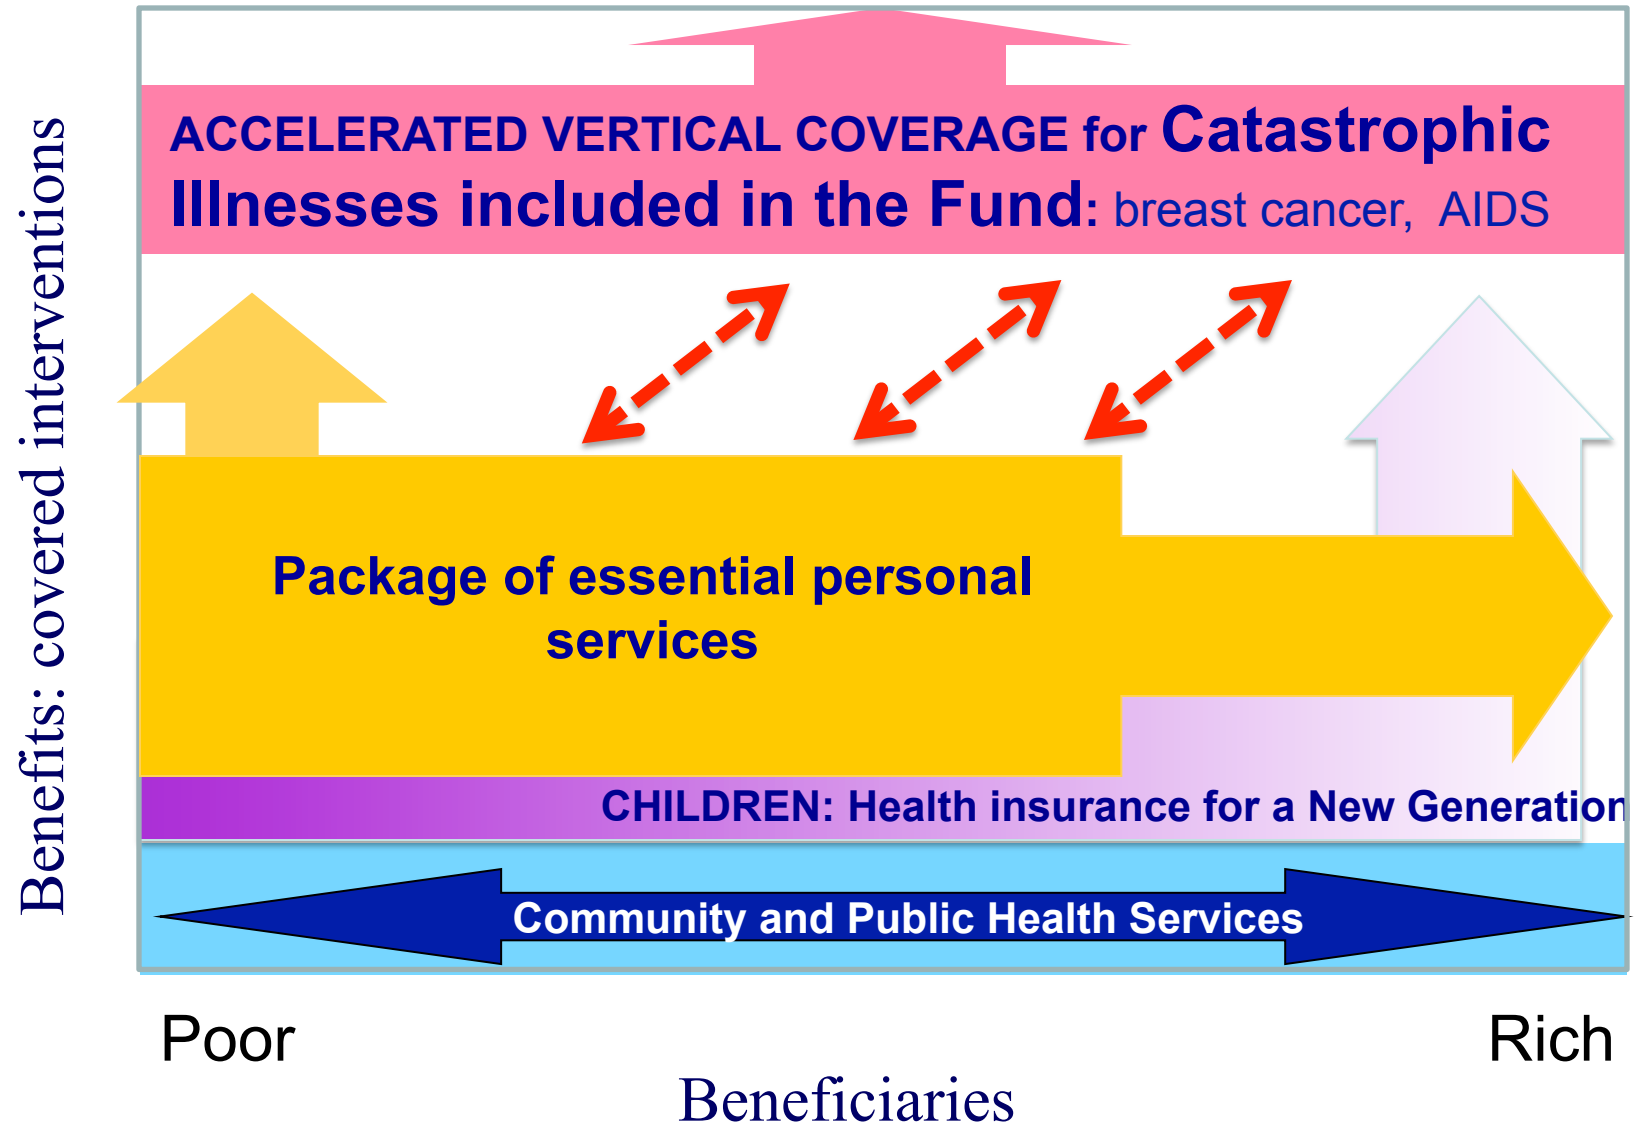 Benefits: covered interventions
ACCELERATED VERTICAL COVERAGE for Catastrophic
Illnesses included in the Fund: breast cancer, AIDS
Package of essential personal
services
CHILDREN: Health insurance for a New Generation
Community and Public Health Services
Poor
Rich
Beneficiaries